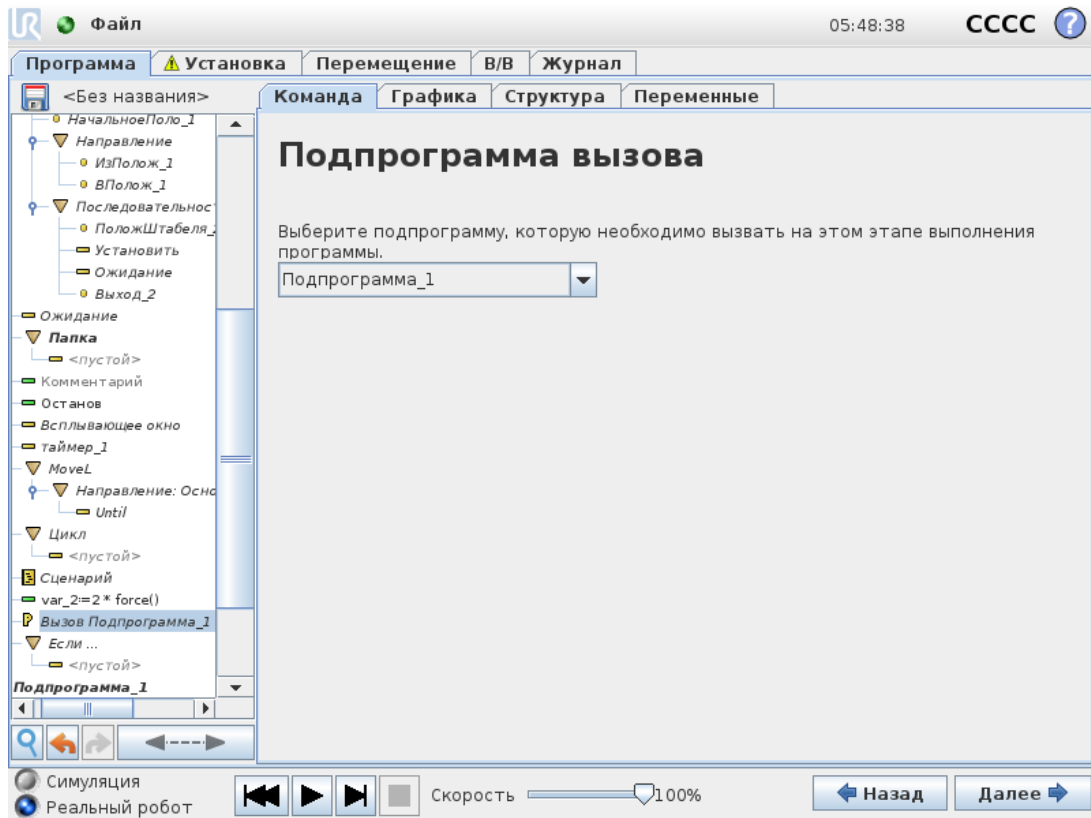 UR
Файл
05:48:38
CCCC
?
Программа
Установка
Перемещение
В/В
Журнал
<Без названия>
Команда
Графика
Структура
Переменные
НачальноеПоло_1
Направление
ИзПолож_1
ВПолож_1
Последовательнос
ПоложШтабеля_2
Установить
Ожидание
Выход_2
Ожидание
Папка
<пустой>
Комментарий
Останов
Всплывающее окно
таймер_1
MoveL
Направление: Осно
Until
Цикл
<пустой>
Сценарий
var_2:=2 * force()
P Вызов Подпрограмма_1
Если ...
<пустой>
Подпрограмма_1
Подпрограмма вызова
Выберите подпрограмму, которую необходимо вызвать на этом этапе выполнения
программы.
Подпрограмма_1
Симуляция
Реальный робот
Скорость
100%
Назад
Далее